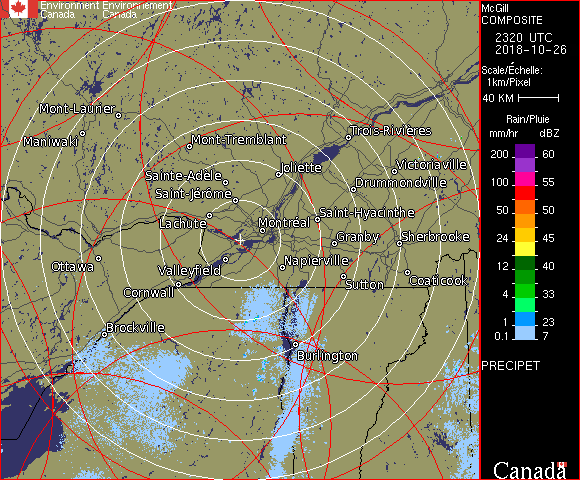 Environment Environnement
Canada Canada
Mont-Laurier
Maniwaki
Mont-Tremblant
Trois-Rivières
Sainte-Adèle
Joliette
Victoriaville
Saint-Jérôme
Drummondville
Lachute
Montréal
Saint-Hyacinthe
Granby
Sherbrooke
Ottawa
Valleyfield
Napierville
Cornwall
Sutton
Coaticook
Brockville
Burlington
McGill
COMPOSITE
2320 UTC
2018-10-26
Scale/Échelle:
1km/Pixel
40 KM
Rain/Pluie
mm/hr dBZ
200 60
155
100 55
50 50
24 45
12 40
4 33
1 23
0.1 7
PRECIPET
Canada